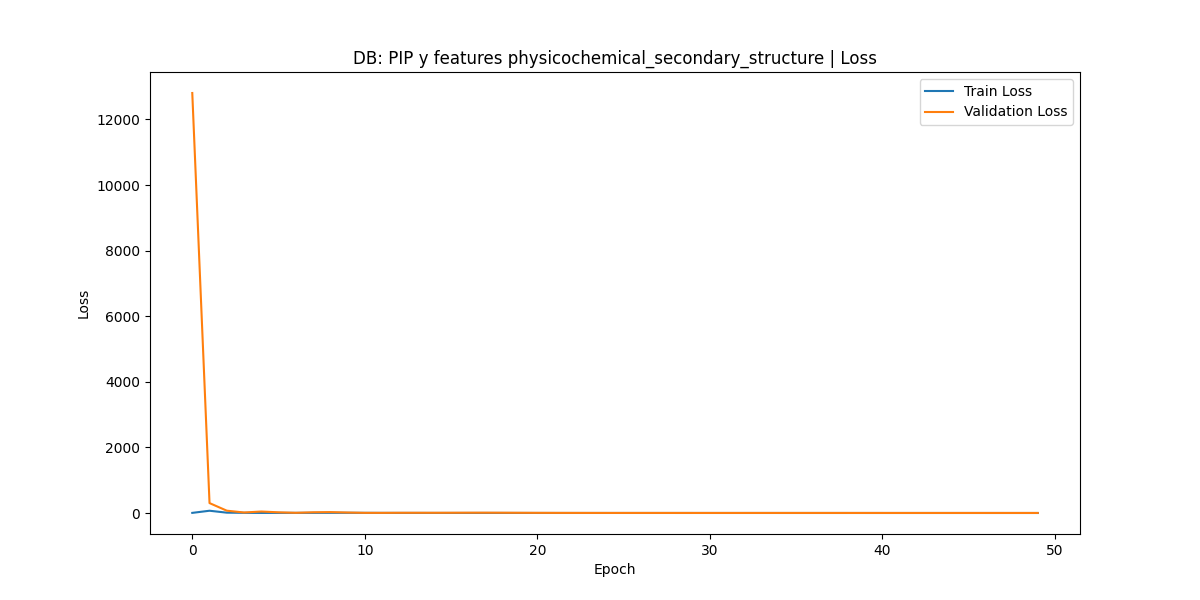 DB: PIP y features physicochemical_secondary_structure | Loss
Train Loss
Validation Loss
12000
10000
8000
6000
4000
2000
0
Loss
0 10 20 30 40 50
Epoch